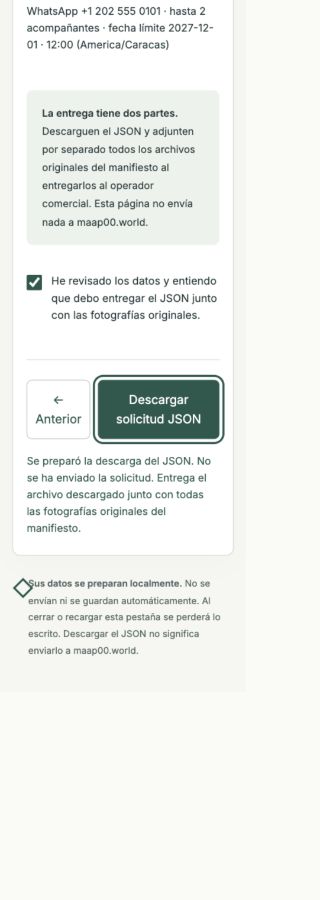 WhatsApp +1 202 555 0101 · hasta 2
acompañantes · fecha límite 2027-12-
01 · 12:00 (America/Caracas)
La entrega tiene dos partes.
Descarguen el JSON y adjunten
por separado todos los archivos
originales del manifiesto al
entregarlos al operador
comercial. Esta página no envía
nada a maap00.world.
He revisado los datos y entiendo
que debo entregar el JSON junto
con las fotografías originales.
←
Anterior
Descargar
solicitud JSON
Se preparó la descarga del JSON. No
se ha enviado la solicitud. Entrega el
archivo descargado junto con todas
las fotografías originales del
manifiesto.
Sus datos se preparan localmente. No se
envían ni se guardan automáticamente. Al
cerrar o recargar esta pestaña se perderá lo
escrito. Descargar el JSON no significa
enviarlo a maap00.world.